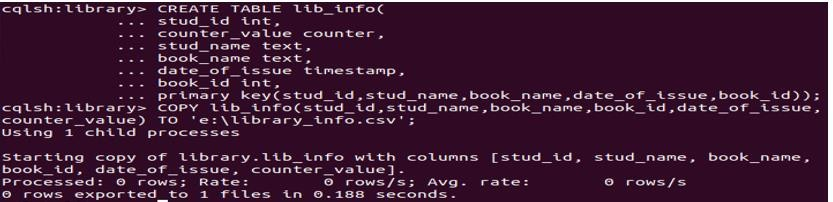 cqlsh:library> CREATE TABLE lib_info(
... stud_id int,
... counter_value counter,
... stud_name text,
... book_name text,
... date_of_issue timestamp,
... book_id int,
... primary key(stud_id,stud_name,book_name,date_of_issue,book_id));
cqlsh:library> COPY lib_info(stud_id,stud_name,book_name,book_id,date_of_issue,
counter_value) TO 'e:\library_info.csv';
Using 1 child processes
Starting copy of library.lib_info with columns [stud_id, stud_name, book_name,
book_id, date_of_issue, counter_value].
Processed: 0 rows; Rate:       0 rows/s; Avg. rate:       0 rows/s
0 rows exported to 1 files in 0.188 seconds.